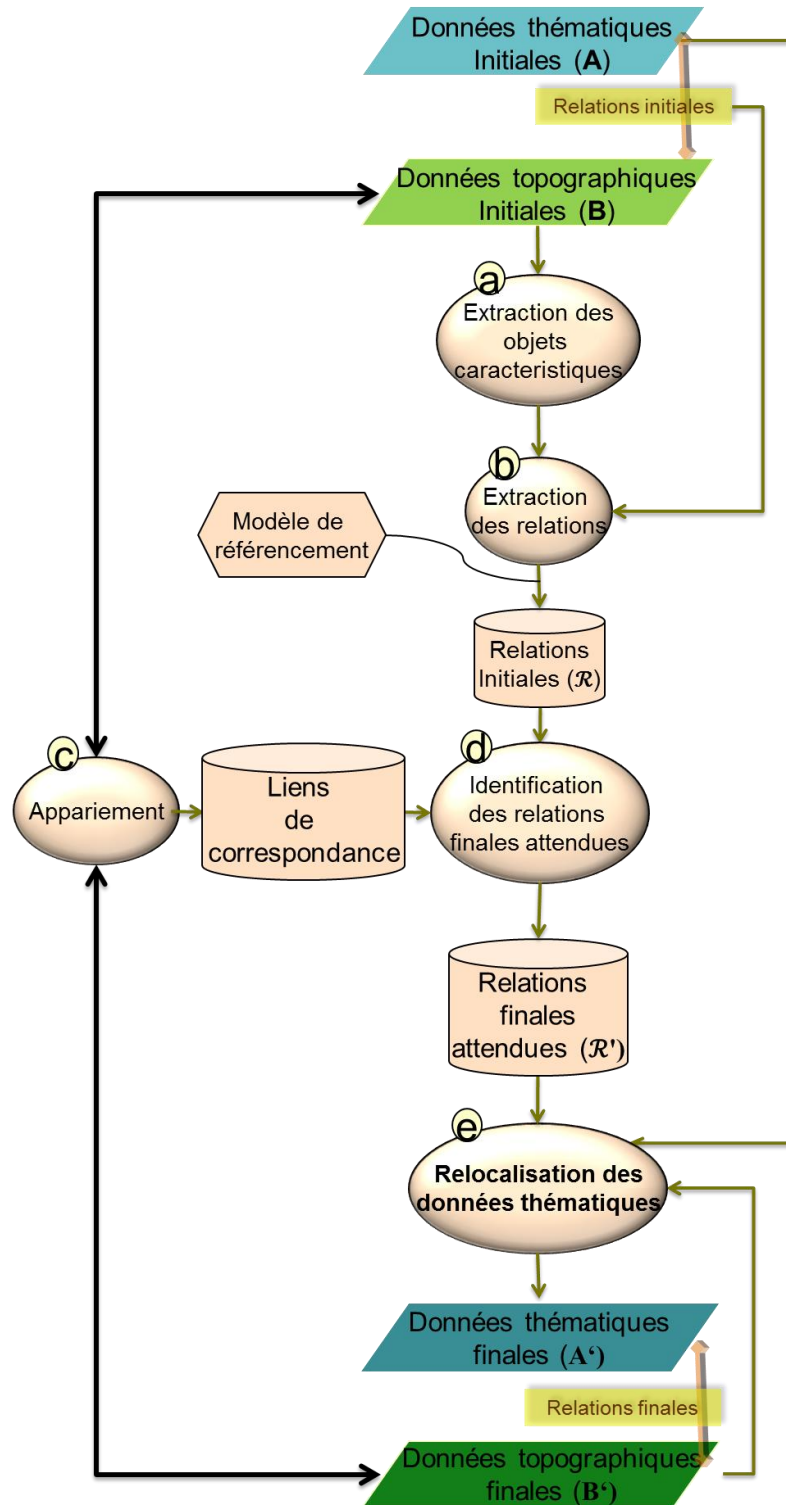 Données thématiques
Initiales (A)
Relations initiales
Données topographiques
Initiales (B)
a
Extraction des
objets
caracteristiques
b
Extraction
des relations
Modèle de
référencement
Relations
Initiales (ℛ)
c
Appariement
Liens
de
correspondance
d
Identification
des relations
finales attendues
Relations
finales
attendues (ℛ')
e
Relocalisation des
données thématiques
Données thématiques
finales (A‘)
Relations finales
Données topographiques
finales (B‘)